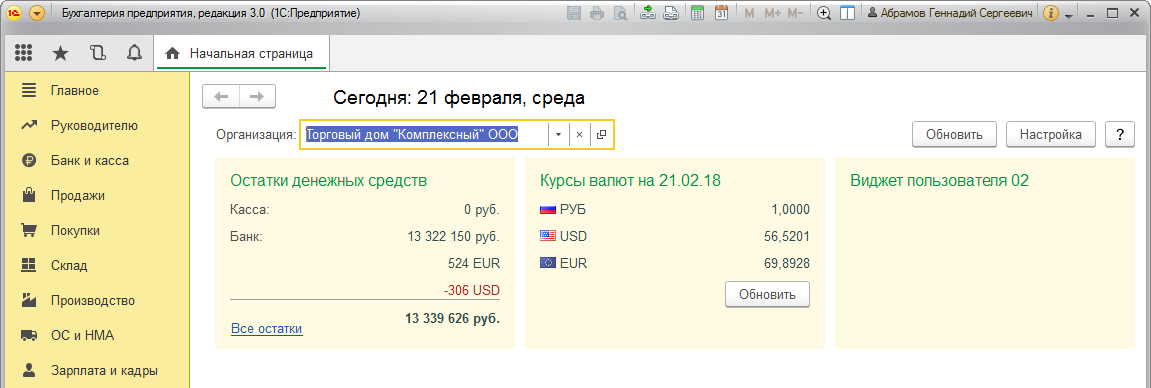 Бухгалтерия предприятия, редакция 3.0 (1С:Предприятие)
M M+ M- Абрамов Геннадий Сергеевич
Начальная страница
Главное
Руководителю
Банк и касса
Продажи
Покупки
Склад
Производство
ОС и НМА
Зарплата и кадры
Сегодня: 21 февраля, среда
Организация: Торговый дом "Комплексный" ООО
Обновить Настройка ?
Остатки денежных средств
Касса: 0 руб.
Банк: 13 322 150 руб.
524 EUR
-306 USD
13 339 626 руб.
Все остатки
Курсы валют на 21.02.18
РУБ 1,0000
USD 56,5201
EUR 69,8928
Обновить
Виджет пользователя 02